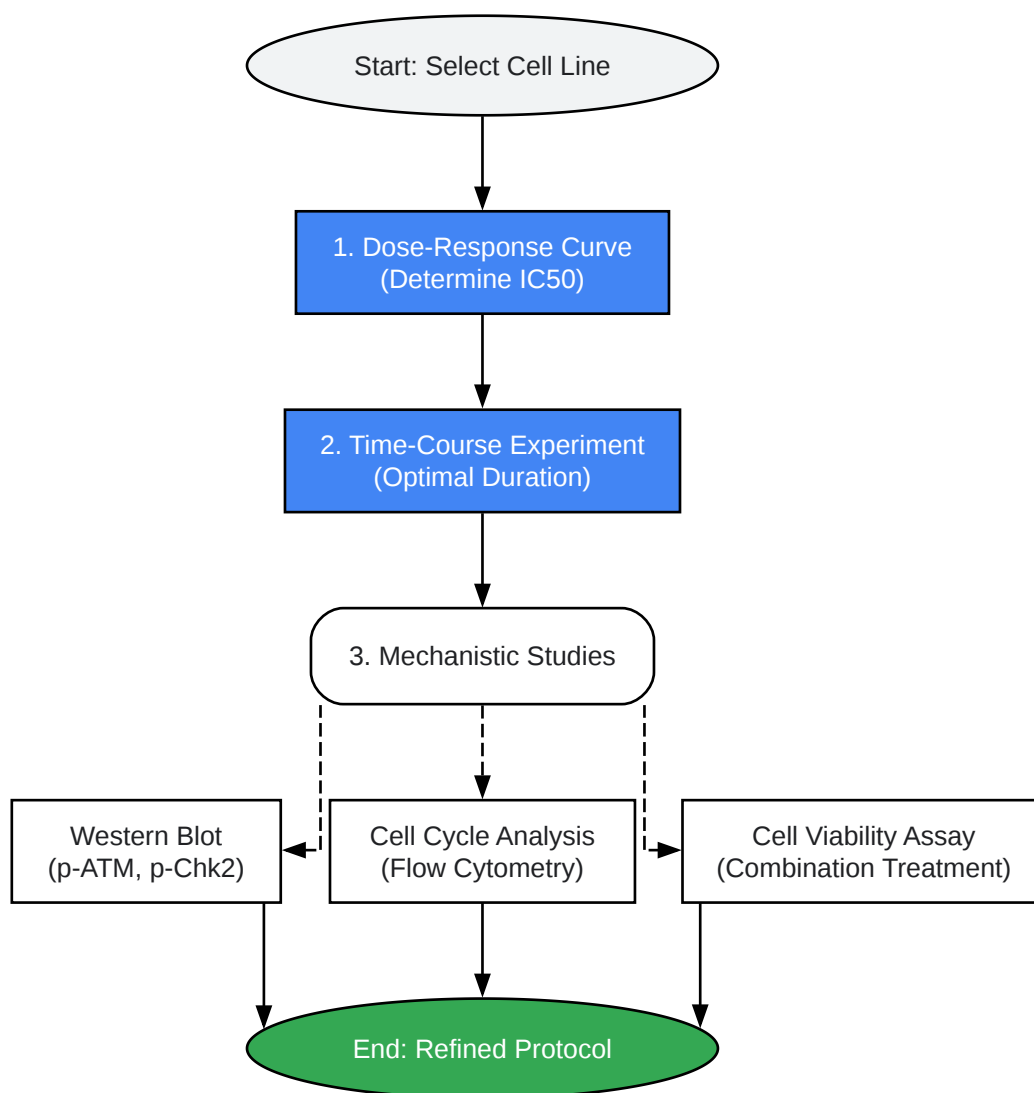 Start: Select Cell Line
1. Dose-Response Curve
(Determine IC50)
2. Time-Course Experiment
(Optimal Duration)
3. Mechanistic Studies
Western Blot
(p-ATM, p-Chk2)
Cell Cycle Analysis
(Flow Cytometry)
Cell Viability Assay
(Combination Treatment)
End: Refined Protocol